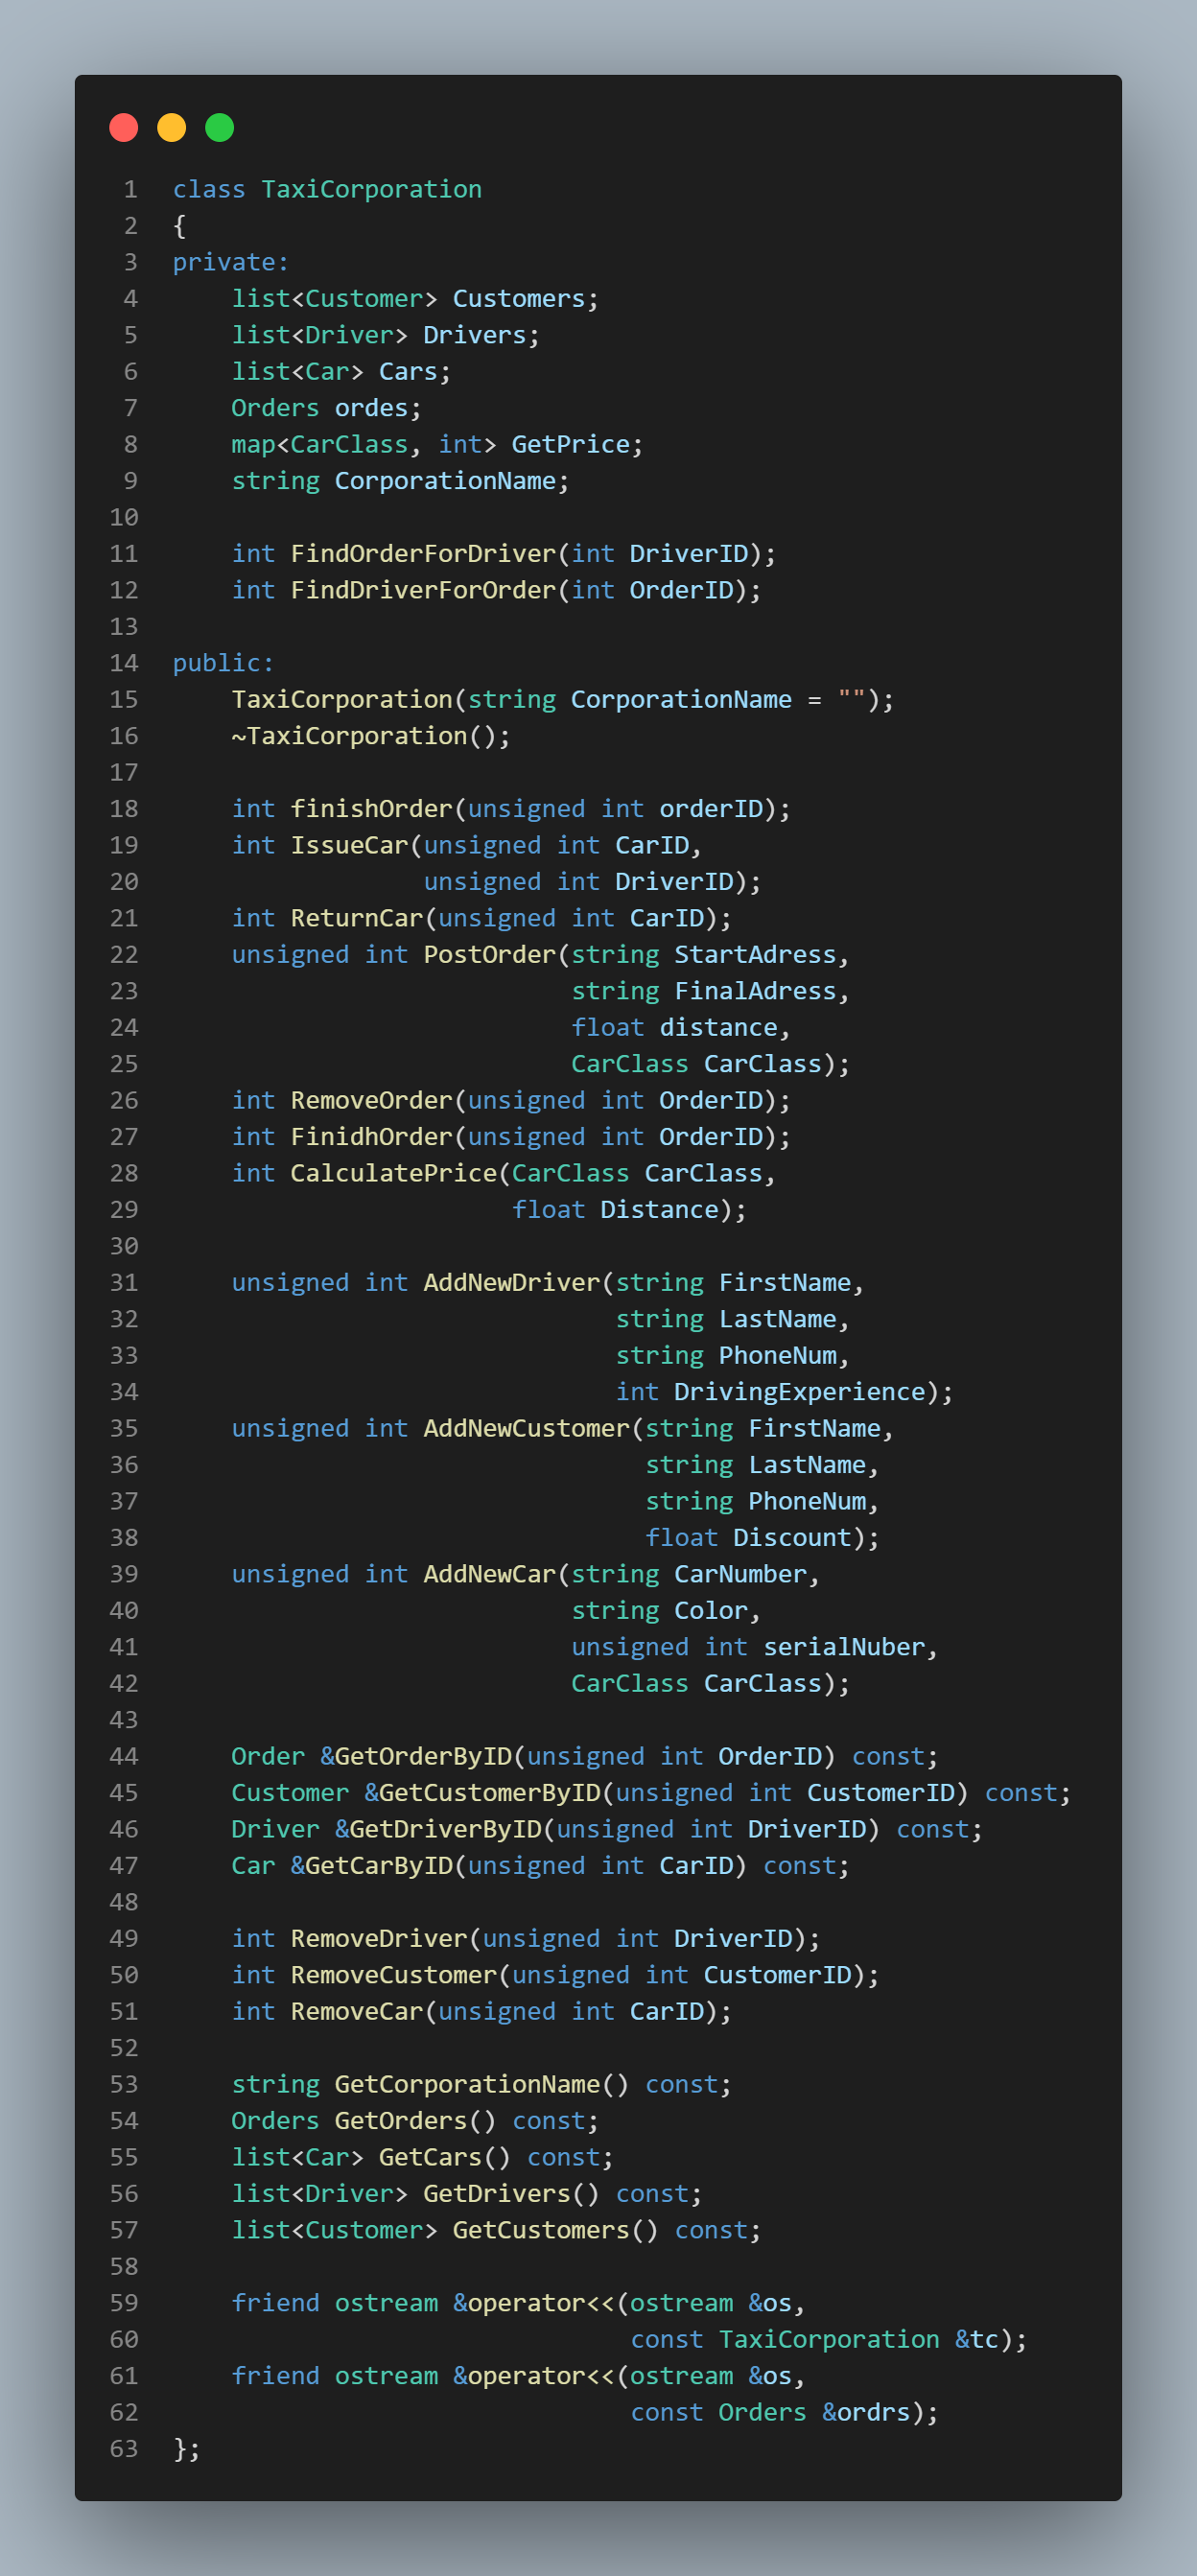 1 class TaxiCorporation
2 {
3 private:
4     list<Customer> Customers;
5     list<Driver> Drivers;
6     list<Car> Cars;
7     Orders ordes;
8     map<CarClass, int> GetPrice;
9     string CorporationName;
10
11     int FindOrderForDriver(int DriverID);
12     int FindDriverForOrder(int OrderID);
13
14 public:
15     TaxiCorporation(string CorporationName = "");
16     ~TaxiCorporation();
17
18     int finishOrder(unsigned int orderID);
19     int IssueCar(unsigned int CarID,
20                  unsigned int DriverID);
21     int ReturnCar(unsigned int CarID);
22     unsigned int PostOrder(string StartAdress,
23                            string FinalAdress,
24                            float distance,
25                            CarClass CarClass);
26     int RemoveOrder(unsigned int OrderID);
27     int FinidhOrder(unsigned int OrderID);
28     int CalculatePrice(CarClass CarClass,
29                        float Distance);
30
31     unsigned int AddNewDriver(string FirstName,
32                               string LastName,
33                               string PhoneNum,
34                               int DrivingExperience);
35     unsigned int AddNewCustomer(string FirstName,
36                                 string LastName,
37                                 string PhoneNum,
38                                 float Discount);
39     unsigned int AddNewCar(string CarNumber,
40                            string Color,
41                            unsigned int serialNuber,
42                            CarClass CarClass);
43
44     Order &GetOrderByID(unsigned int OrderID) const;
45     Customer &GetCustomerByID(unsigned int CustomerID) const;
46     Driver &GetDriverByID(unsigned int DriverID) const;
47     Car &GetCarByID(unsigned int CarID) const;
48
49     int RemoveDriver(unsigned int DriverID);
50     int RemoveCustomer(unsigned int CustomerID);
51     int RemoveCar(unsigned int CarID);
52
53     string GetCorporationName() const;
54     Orders GetOrders() const;
55     list<Car> GetCars() const;
56     list<Driver> GetDrivers() const;
57     list<Customer> GetCustomers() const;
58
59     friend ostream &operator<<(ostream &os,
60                                const TaxiCorporation &tc);
61     friend ostream &operator<<(ostream &os,
62                                const Orders &ordrs);
63 };